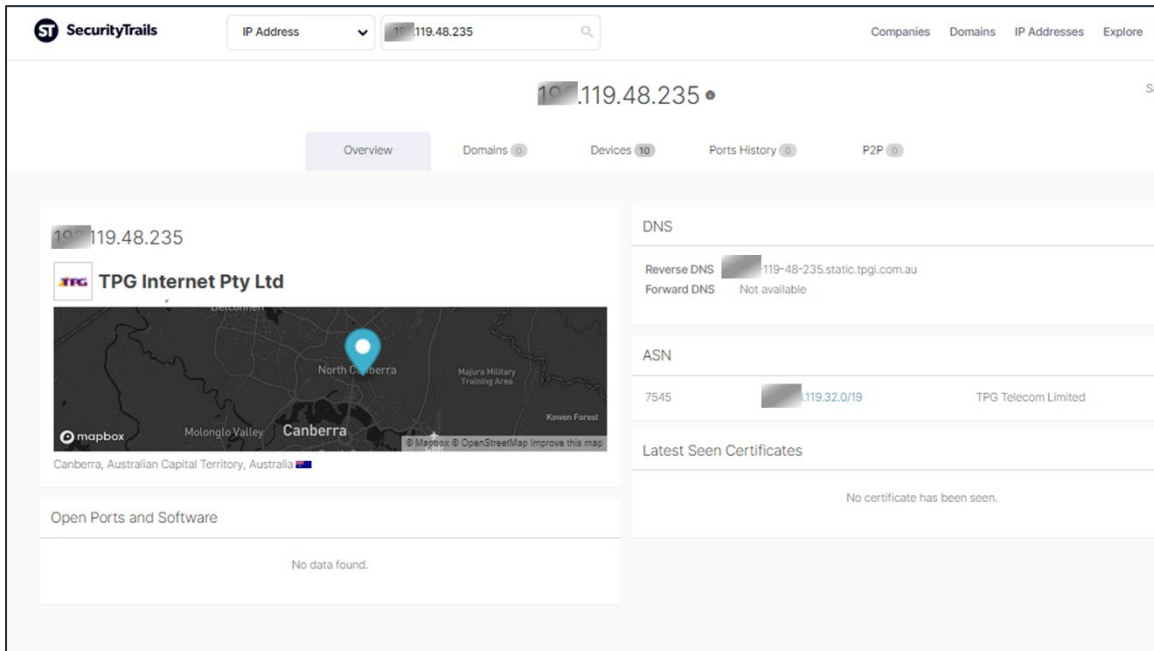 ST SecurityTrails
IP Address
.119.48.235
Companies Domains IP Addresses Explore
.119.48.235
Overview
Domains 0
Devices 10
Ports History 0
P2P 0
119.48.235
TPG TPG Internet Pty Ltd
Belconnen
North Canberra
Majura Military
Training Area
Kowen Forest
Molonglo Valley
Canberra
mapbox
© Mapbox © OpenStreetMap Improve this map
Canberra, Australian Capital Territory, Australia
Open Ports and Software
No data found.
DNS
Reverse DNS -119-48-235.static.tpgi.com.au
Forward DNS Not available
ASN
7545 .119.32.0/19 TPG Telecom Limited
Latest Seen Certificates
No certificate has been seen.